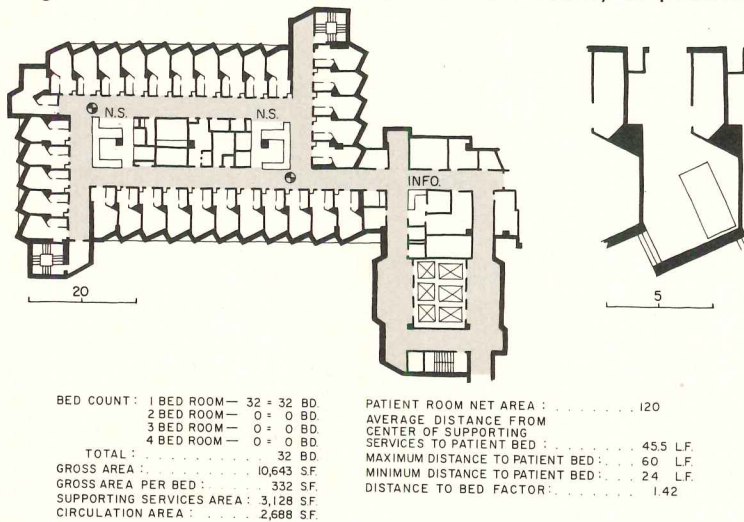 N.S.
N.S.
INFO.
20
5
BED COUNT: 1 BED ROOM — 32 = 32 BD.
2 BED ROOM — 0 = 0 BD.
3 BED ROOM — 0 = 0 BD.
4 BED ROOM — 0 = 0 BD.
TOTAL: . . . . . . . . . . . 32 BD.
GROSS AREA: . . . . . . . . . 10,643 S.F.
GROSS AREA PER BED: . . . . . 332 S.F.
SUPPORTING SERVICES AREA: .3,128 S.F.
CIRCULATION AREA: . . . . .2,688 S.F.
PATIENT ROOM NET AREA: . . . . . . . 120
AVERAGE DISTANCE FROM
CENTER OF SUPPORTING
SERVICES TO PATIENT BED: . . . . . . 45.5 L.F.
MAXIMUM DISTANCE TO PATIENT BED: . . . 60 L.F.
MINIMUM DISTANCE TO PATIENT BED: . . . 24 L.F.
DISTANCE TO BED FACTOR: . . . . . . . 1.42